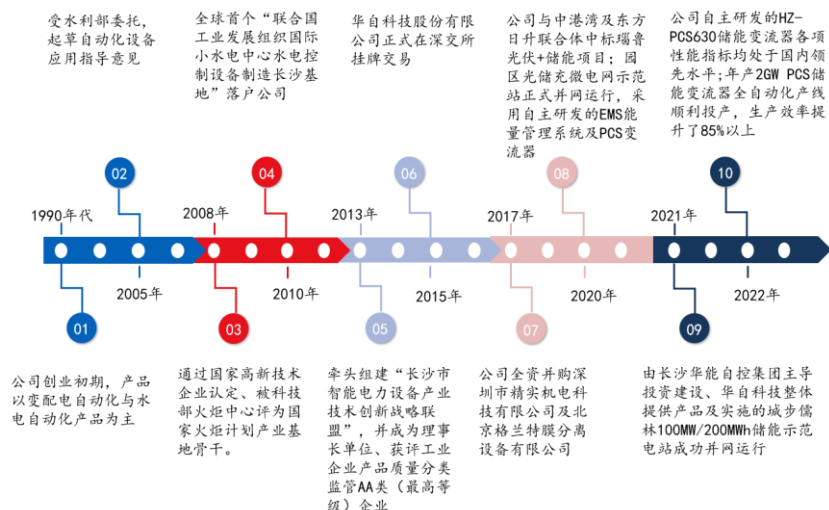 受水利部委托,
起草自动化设备
应用指导意见
全球首个“联合国
工业发展组织国际
小水电中心水电控
制设备制造长沙基
地”落户公司
华自科技股份有限
公司正式在深交所
挂牌交易
公司与中港湾及东方
日升联合体中标瑙鲁
光伏+储能项目；园
区光储充微电网示范
站正式并网运行，采
用自主研发的EMS能
量管理系统及PCS变
流器
公司自主研发的HZ-
PCS630储能变流器各项
性能指标均处于国内领
先水平;年产2GW PCS储
能变流器全自动化产线
顺利投产，生产效率提
升了85%以上
02
04
06
08
10
1990年代
2008年
2013年
2017年
2021年
2005年
2010年
2015年
2020年
2022年
01
03
05
07
09
公司创业初期，产品
以变配电自动化与水
电自动化产品为主
通过国家高新技术
企业认定、被科技
部火炬中心评为国
家火炬计划产业基
地骨干。
牵头组建“长沙市
智能电力设备产业
技术创新战略联
盟”，并成为理事
长单位、获评工业
企业产品质量分类
监管AA类（最高等
级）企业
公司全资并购深
圳市精实机电科
技有限公司及北
京格兰特膜分离
设备有限公司
由长沙华能自控集团主导
投资建设、华自科技整体
提供产品及实施的城步儒
林100MW/200MWh储能示范
电站成功并网运行